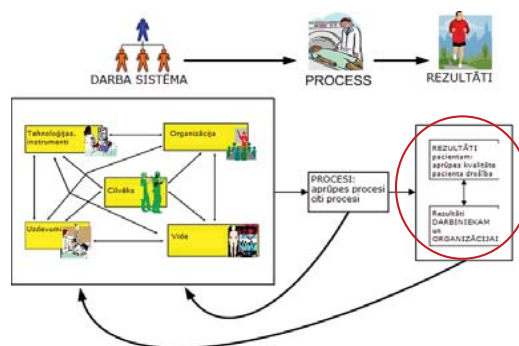 DARBA SISTĒMA
PROCESS
REZULTĀTI
Tehnoloģijas,
instrumenti
Organizācija
Cilvēks
Uzdevumi
Vide
PROCESI:
aprūpes procesi
citi procesi
REZULTĀTI
pacientam:
aprūpes kvalitāte
pacienta drošība
Rezultāti
DARBINIEKAM
un
ORGANIZĀCIJAI